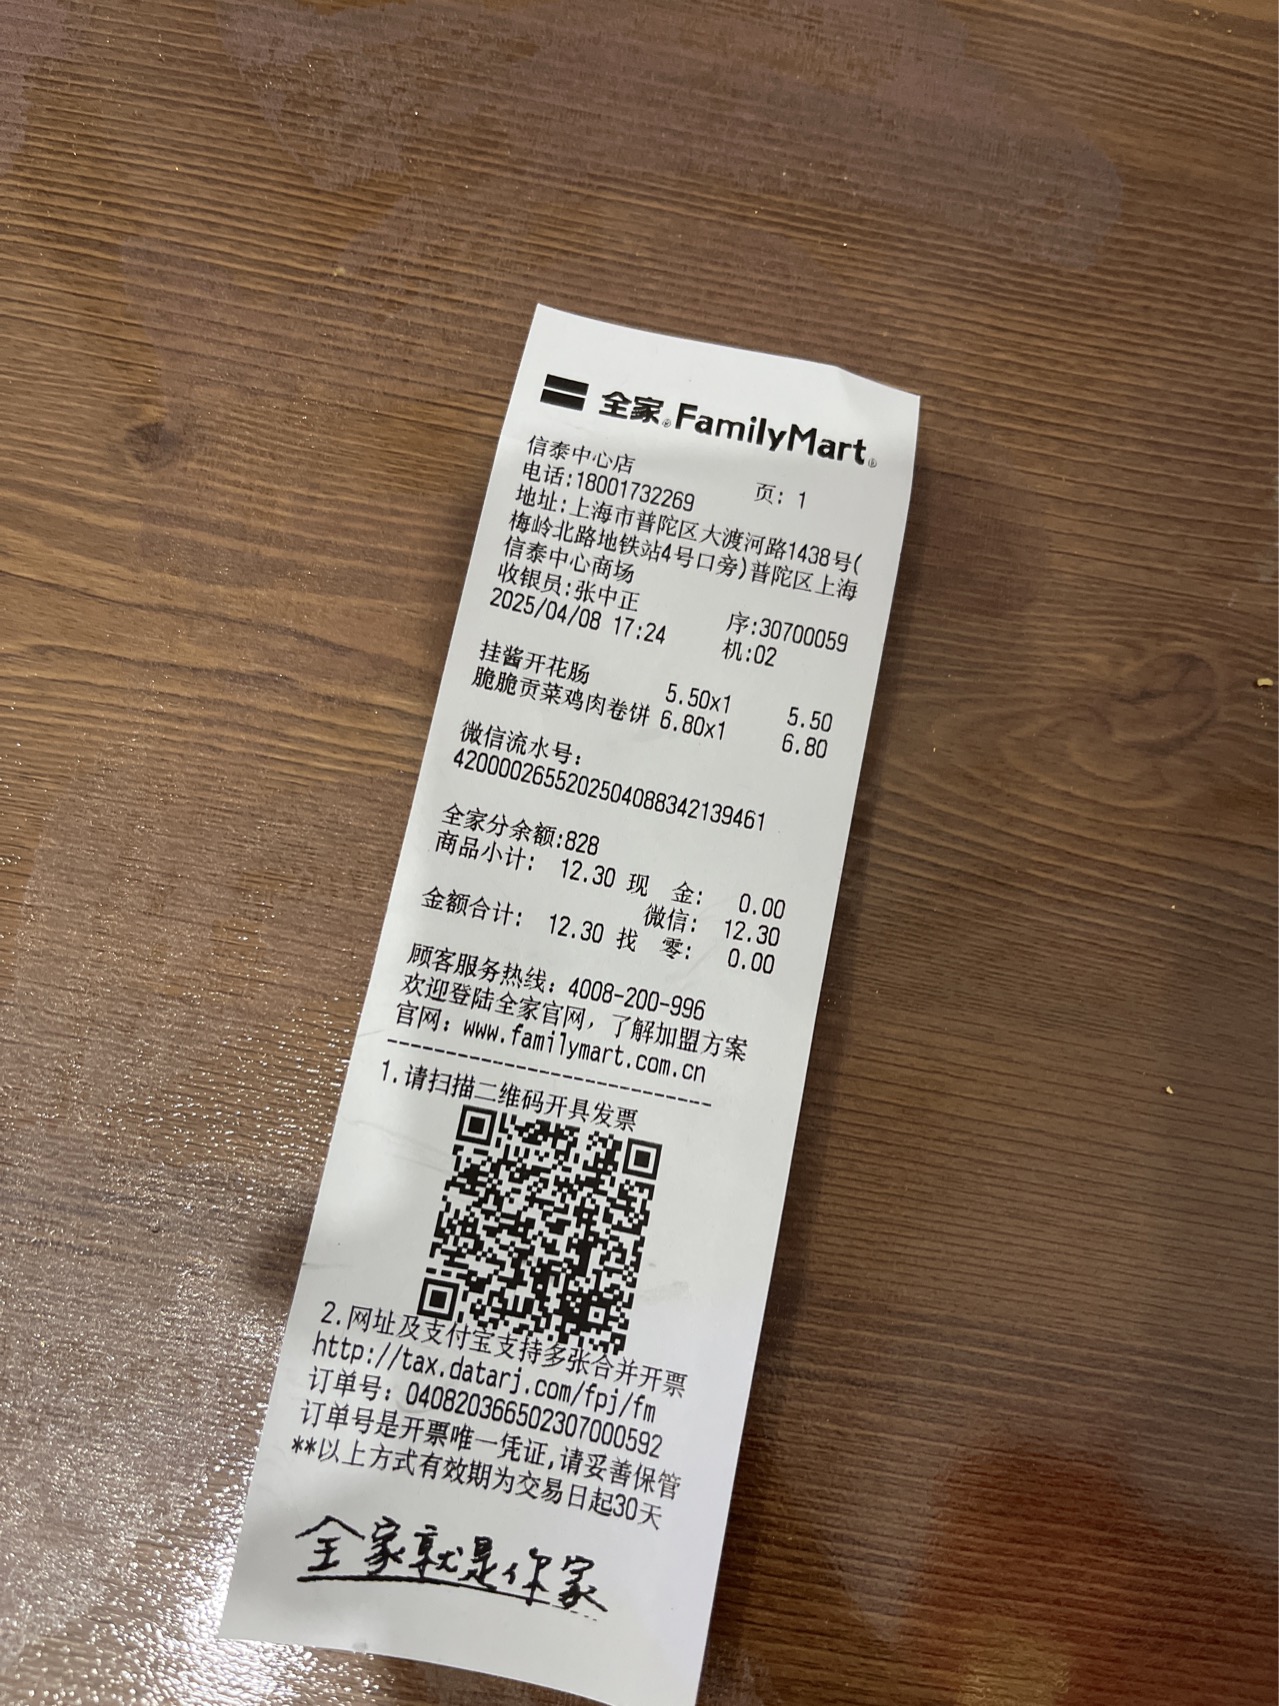 全家®FamilyMart®
信泰中心店 页: 1
电话:18001732269
地址:上海市普陀区大渡河路1438号(
梅岭北路地铁站4号口旁)普陀区上海
信泰中心商场
收银员:张中正 序:30700059
2025/04/08 17:24 机:02
挂酱开花肠 5.50x1 5.50
脆脆贡菜鸡肉卷饼 6.80x1 6.80
微信流水号:
4200002655202504088342139461
全家分余额:828
商品小计: 12.30 现 金: 0.00
微信: 12.30
金额合计: 12.30 找 零: 0.00
顾客服务热线: 4008-200-996
欢迎登陆全家官网, 了解加盟方案
官网: www.familymart.com.cn
--------------------------------
1.请扫描二维码开具发票
2.网址及支付宝支持多张合并开票
http://tax.datarj.com/fpj/fm
订单号: 040820366502307000592
订单号是开票唯一凭证,请妥善保管
**以上方式有效期为交易日起30天
全家就是你家